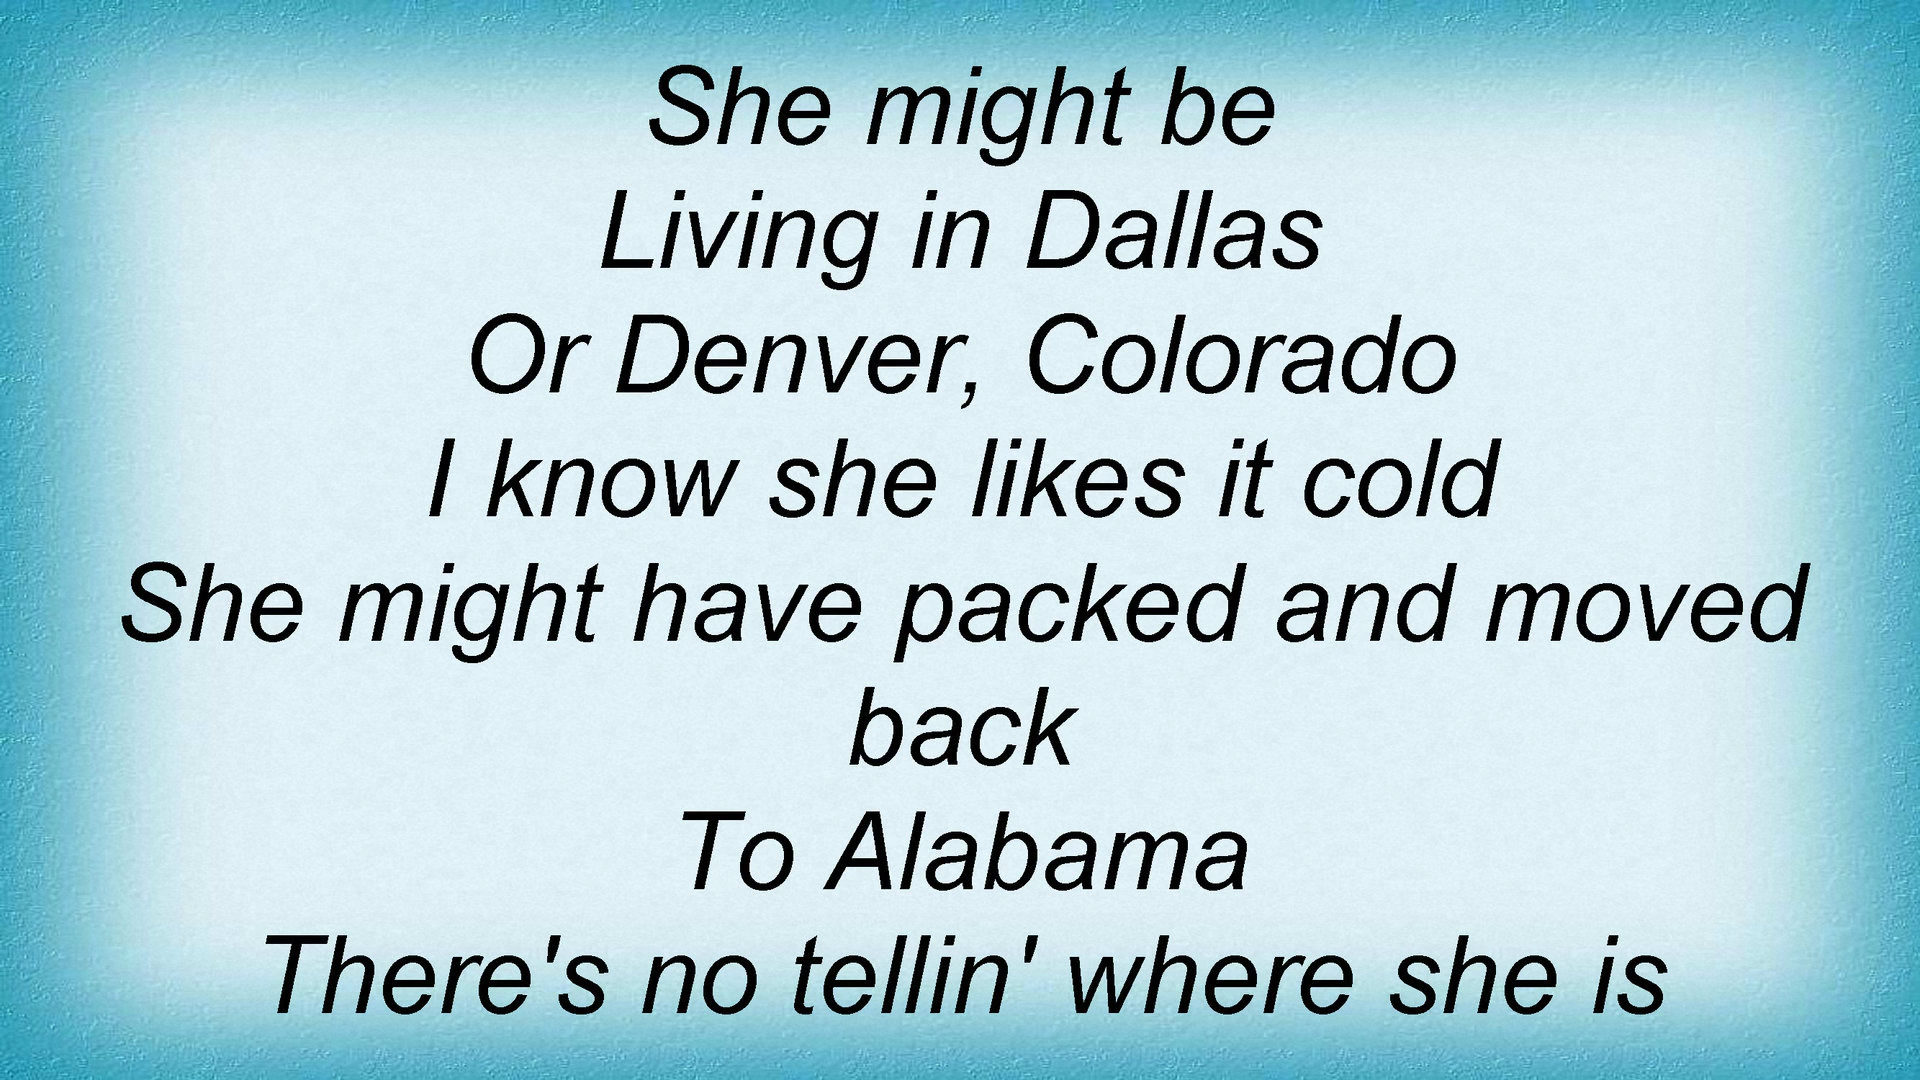 She might be
Living in Dallas
Or Denver, Colorado
I know she likes it cold
She might have packed and moved
back
To Alabama
There's no tellin' where she is